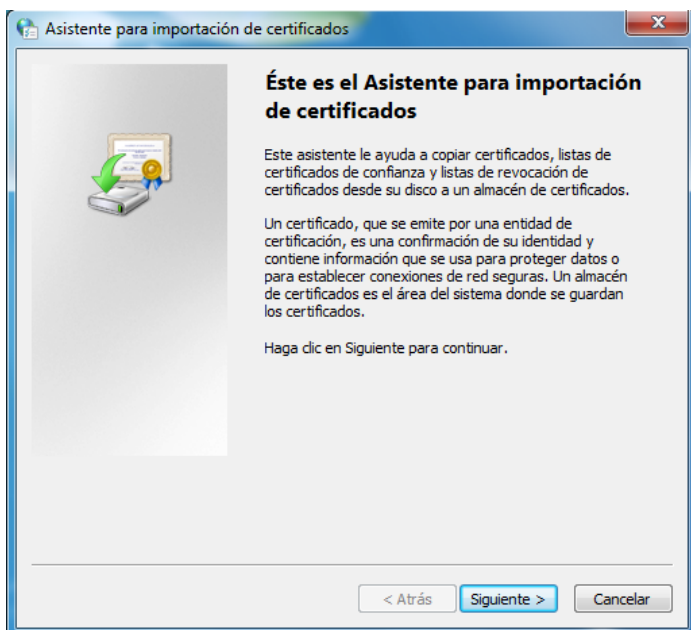 Asistente para importación de certificados
Éste es el Asistente para importación
de certificados
Este asistente le ayuda a copiar certificados, listas de
certificados de confianza y listas de revocación de
certificados desde su disco a un almacén de certificados.
Un certificado, que se emite por una entidad de
certificación, es una confirmación de su identidad y
contiene información que se usa para proteger datos o
para establecer conexiones de red seguras. Un almacén
de certificados es el área del sistema donde se guardan
los certificados.
Haga clic en Siguiente para continuar.
< Atrás Siguiente > Cancelar